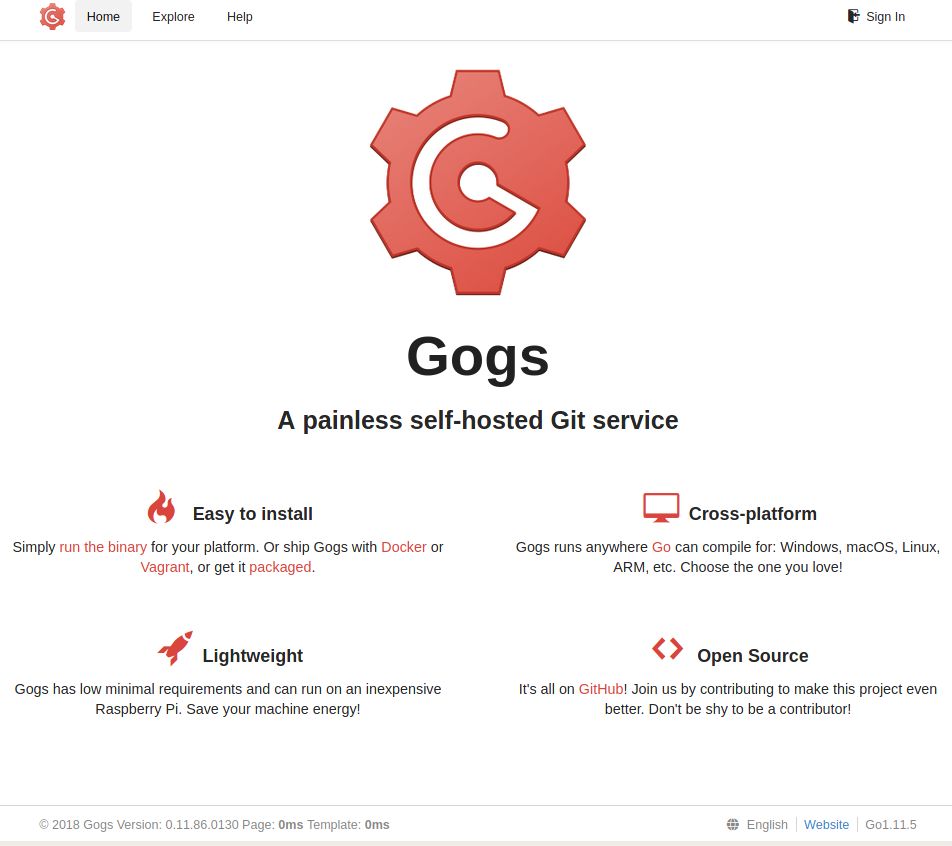 Home Explore Help Sign In
Gogs
A painless self-hosted Git service
Easy to install
Simply run the binary for your platform. Or ship Gogs with Docker or
Vagrant, or get it packaged.
Cross-platform
Gogs runs anywhere Go can compile for: Windows, macOS, Linux,
ARM, etc. Choose the one you love!
Lightweight
Gogs has low minimal requirements and can run on an inexpensive
Raspberry Pi. Save your machine energy!
Open Source
It's all on GitHub! Join us by contributing to make this project even
better. Don't be shy to be a contributor!
© 2018 Gogs Version: 0.11.86.0130 Page: 0ms Template: 0ms English Website Go1.11.5